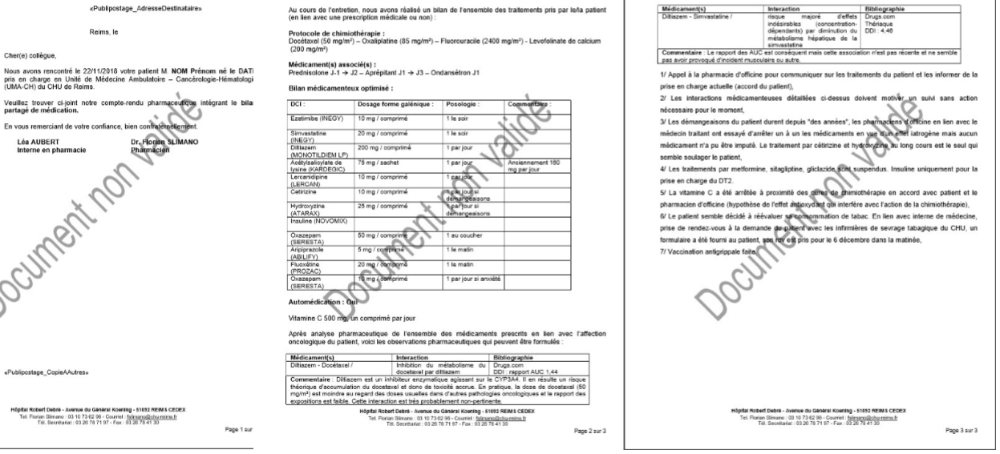 «Publipostage_AdresseDestinataire»
Reims, le
Cher(e) collègue,
Nous avons rencontré le 22/11/2018 votre patient M. NOM Prénom né le DATE
pris en charge en Unité de Médecine Ambulatoire – Cancérologie-Hématologi
(UMA-CH) du CHU de Reims.
Veuillez trouver ci-joint notre compte-rendu pharmaceutique intégrant le bila
partagé de médication.
En vous remerciant de votre confiance, bien confraternellement.
Léa AUBERT Dr. Florian SLIMANO
Interne en pharmacie Pharmacien
Document non validé
«Publipostage_CopieAAutres»
Hôpital Robert Debré - Avenue du Général Koening - 51092 REIMS CEDEX
Tel. Florian Slimano : 03 10 73 62 96 - Courriel : fslimano@chu-reims.fr
Tél. Secrétariat : 03 26 78 71 97 - Fax : 03 26 78 41 30
Page 1 sur
Au cours de l'entretien, nous avons réalisé un bilan de l'ensemble des traitements pris par le/la patient
(en lien avec une prescription médicale ou non) :
Protocole de chimiothérapie :
Docétaxel (50 mg/m²) – Oxaliplatine (85 mg/m²) – Fluorouracile (2400 mg/m²) - Levofolinate de calcium
(200 mg/m²)
Médicament(s) associé(s) :
Prednisolone J-1 → J2 – Aprépitant J1 → J3 – Ondansétron J1
Bilan médicamenteux optimisé :
DCI : Dosage forme galénique : Posologie : Commentaire :
Ezetimibe (INEGY) 10 mg / comprimé 1 le soir
Simvastatine (INEGY) 20 mg / comprimé 1 le soir
Diltiazem (MONOTILDIEM LP) 200 mg / comprimé 1 par jour
Acétylsalicylate de lysine (KARDEGIC) 75 mg / sachet 1 par jour Anciennement 160 mg par jour
Lercanidipine (LERCAN) 10 mg / comprimé 1 par jour
Cetirizine 10 mg / comprimé 1 par jour si démangeaisons
Hydroxyzine (ATARAX) 25 mg / comprimé 1 par jour si démangeaisons
Insuline (NOVOMIX)
Oxazepam (SERESTA) 50 mg / comprimé 1 au coucher
Aripiprazole (ABILIFY) 5 mg / comprimé 1 le matin
Fluoxétine (PROZAC) 20 mg / comprimé 1 le matin
Oxazepam (SERESTA) 10 mg / comprimé 1 par jour si anxiété
Automédication : Oui
Vitamine C 500 mg, un comprimé par jour
Après analyse pharmaceutique de l'ensemble des médicaments prescrits en lien avec l'affection
oncologique du patient, voici les observations pharmaceutiques qui peuvent être formulés :
Médicament(s) Interaction Bibliographie
Diltiazem - Docétaxel / Inhibition du métabolisme du docetaxel par diltiazem Drugs.com DDI : rapport AUC 1,44
Commentaire : Diltiazem est un inhibiteur enzymatique agissant sur le CYP3A4. Il en résulte un risque
théorique d'accumulation du docetaxel et donc de toxicité accrue. En pratique, la dose de docetaxel (50
mg/m²) est moindre au regard des doses usuelles dans d'autres pathologies oncologiques et le rapport des
expositions est faible. Cette interaction est très probablement non-pertinente.
Document non validé
Hôpital Robert Debré - Avenue du Général Koening - 51092 REIMS CEDEX
Tel. Florian Slimano : 03 10 73 62 96 - Courriel : fslimano@chu-reims.fr
Tél. Secrétariat : 03 26 78 71 97 - Fax : 03 26 78 41 30
Page 2 sur 3
Médicament(s) Interaction Bibliographie
Diltiazem - Simvastatine / risque majoré d'effets indésirables (concentration-dépendants) par diminution du métabolisme hépatique de la simvastatine Drugs.com Thériaque DDI : 4,46
Commentaire : Le rapport des AUC est conséquent mais cette association n'est pas récente et ne semble
pas avoir provoqué d'incident musculaire ou autre.
1/ Appel à la pharmacie d'officine pour communiquer sur les traitements du patient et les informer de la
prise en charge actuelle (accord du patient),
2/ Les interactions médicamenteuses détaillées ci-dessus doivent motiver un suivi sans action
nécessaire pour le moment,
3/ Les démangeaisons du patient durent depuis "des années", les pharmaciens d'officine en lien avec le
médecin traitant ont essayé d'arrêter un à un les médicaments en vue d'un effet iatrogène mais aucun
médicament n'a pu être imputé. Le traitement par cétirizine et hydroxyzine au long cours est le seul qui
semble soulager le patient,
4/ Les traitements par metformine, sitagliptine, gliclazide sont suspendus. Insuline uniquement pour la
prise en charge du DT2.
5/ La vitamine C a été arrêtée à proximité des cures de chimiothérapie en accord avec patient et le
pharmacien d'officine (hypothèse de l'effet antioxydant qui interfère avec l'action de la chimiothérapie),
6/ Le patient semble décidé à réévaluer sa consommation de tabac. En lien avec interne de médecine,
prise de rendez-vous à la demande du patient avec les infirmières de sevrage tabagique du CHU, un
formulaire a été fourni au patient, son rdv est pris pour le 6 décembre dans la matinée,
7/ Vaccination antigrippale faite.
Document non validé
Hôpital Robert Debré - Avenue du Général Koening - 51092 REIMS CEDEX
Tel. Florian Slimano : 03 10 73 62 96 - Courriel : fslimano@chu-reims.fr
Tél. Secrétariat : 03 26 78 71 97 - Fax : 03 26 78 41 30
Page 3 sur 3